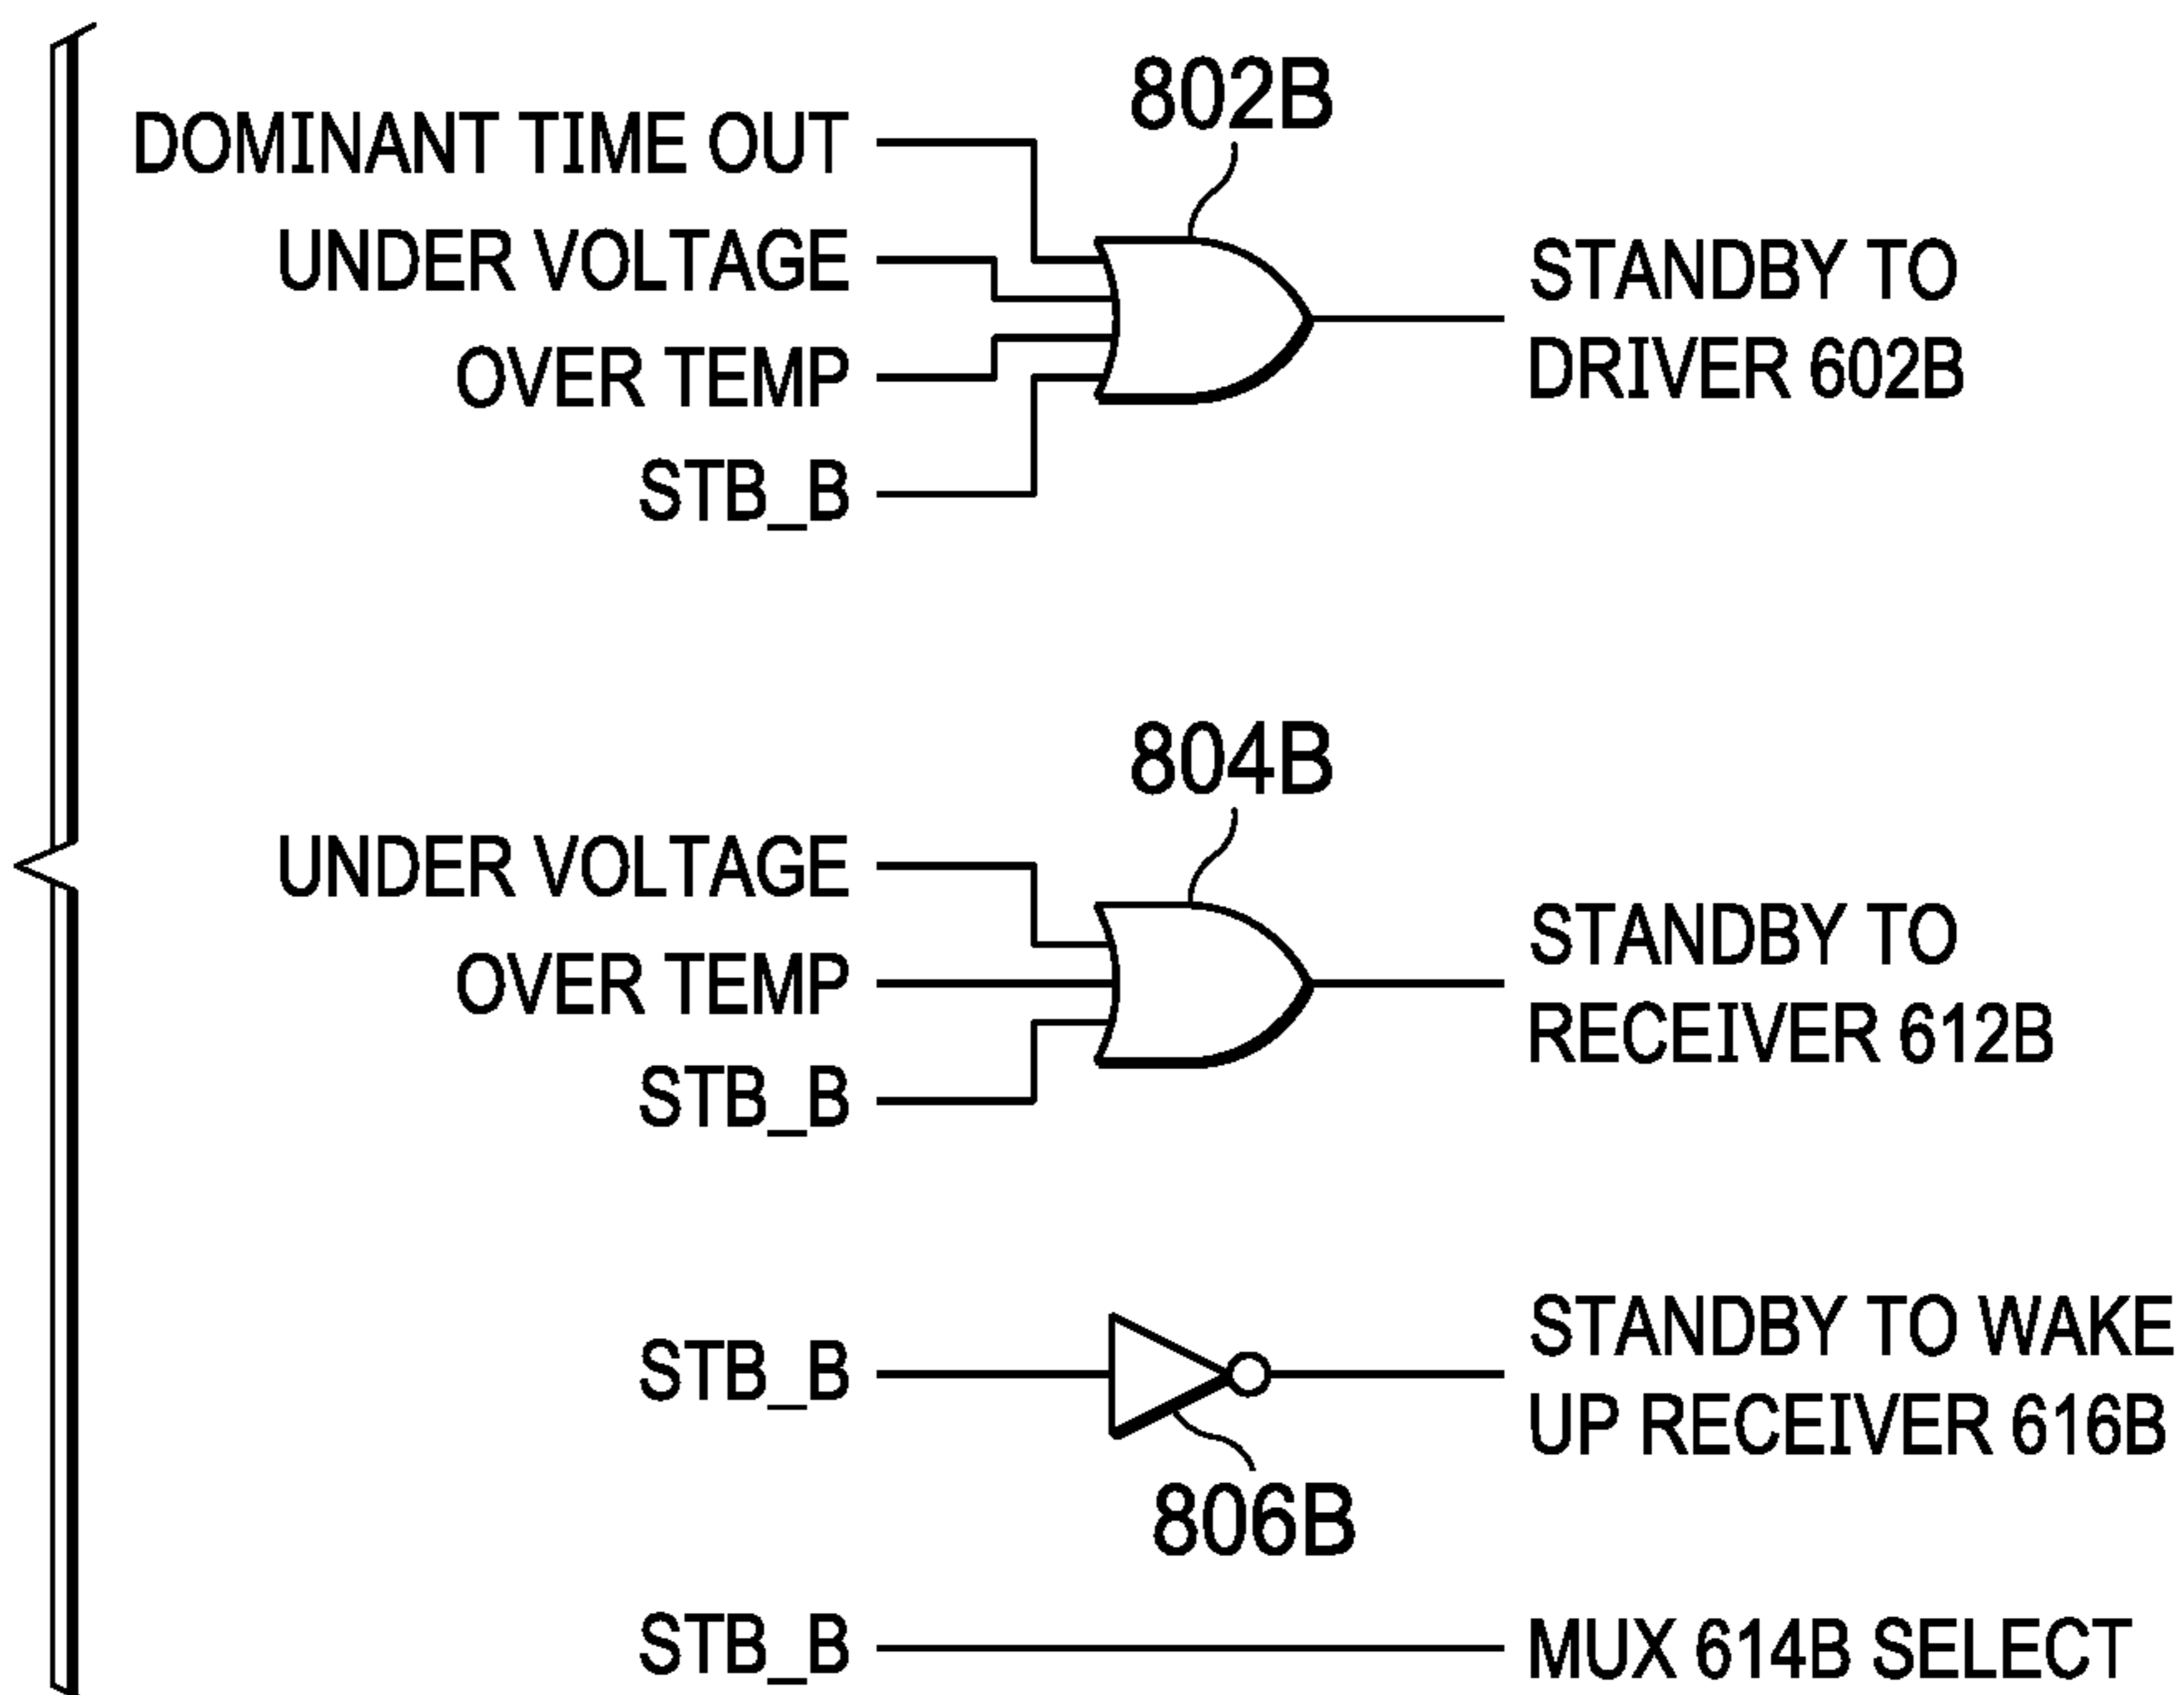 802B
DOMINANT TIME OUT
UNDER VOLTAGE
OVER TEMP
STB_B
STANDBY TO
DRIVER 602B
804B
UNDER VOLTAGE
OVER TEMP
STB_B
STANDBY TO
RECEIVER 612B
STB_B
STANDBY TO WAKE
UP RECEIVER 616B
806B
STB_B
MUX 614B SELECT